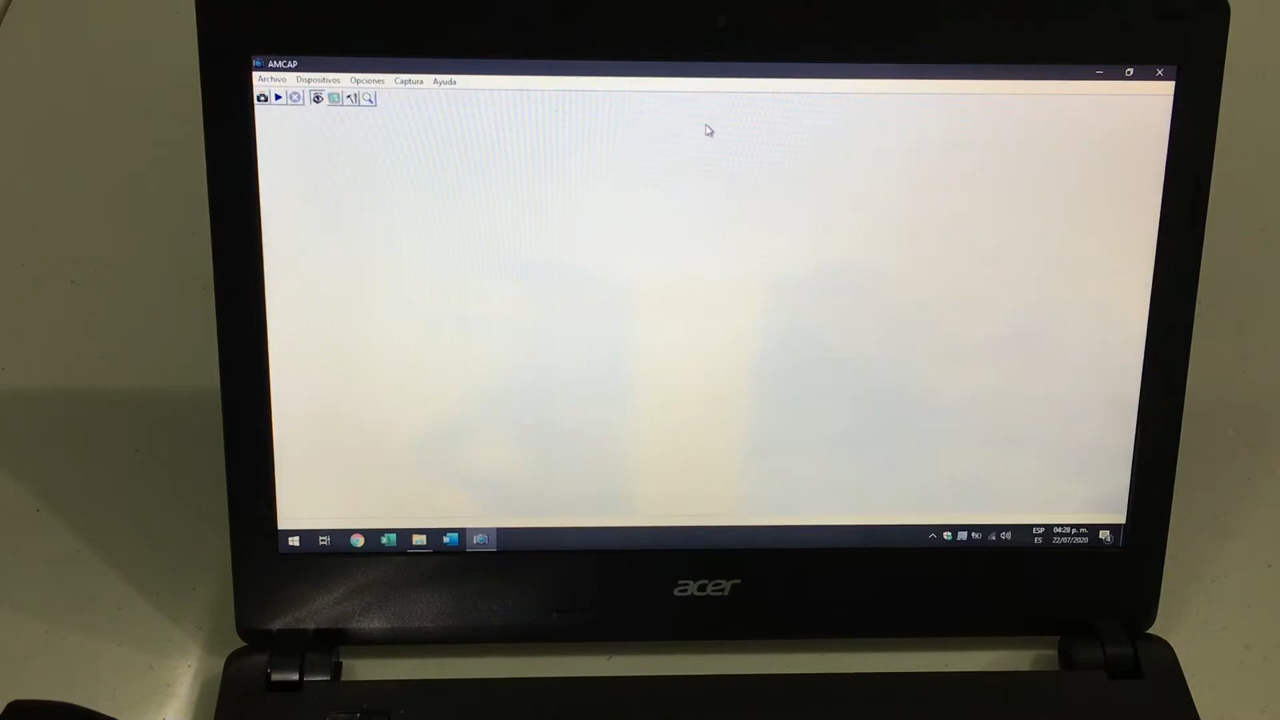 AMCAP
Archivo Dispositivos Opciones Captura Ayuda
ESP 04:28 p. m.
ES 22/07/2020
acer